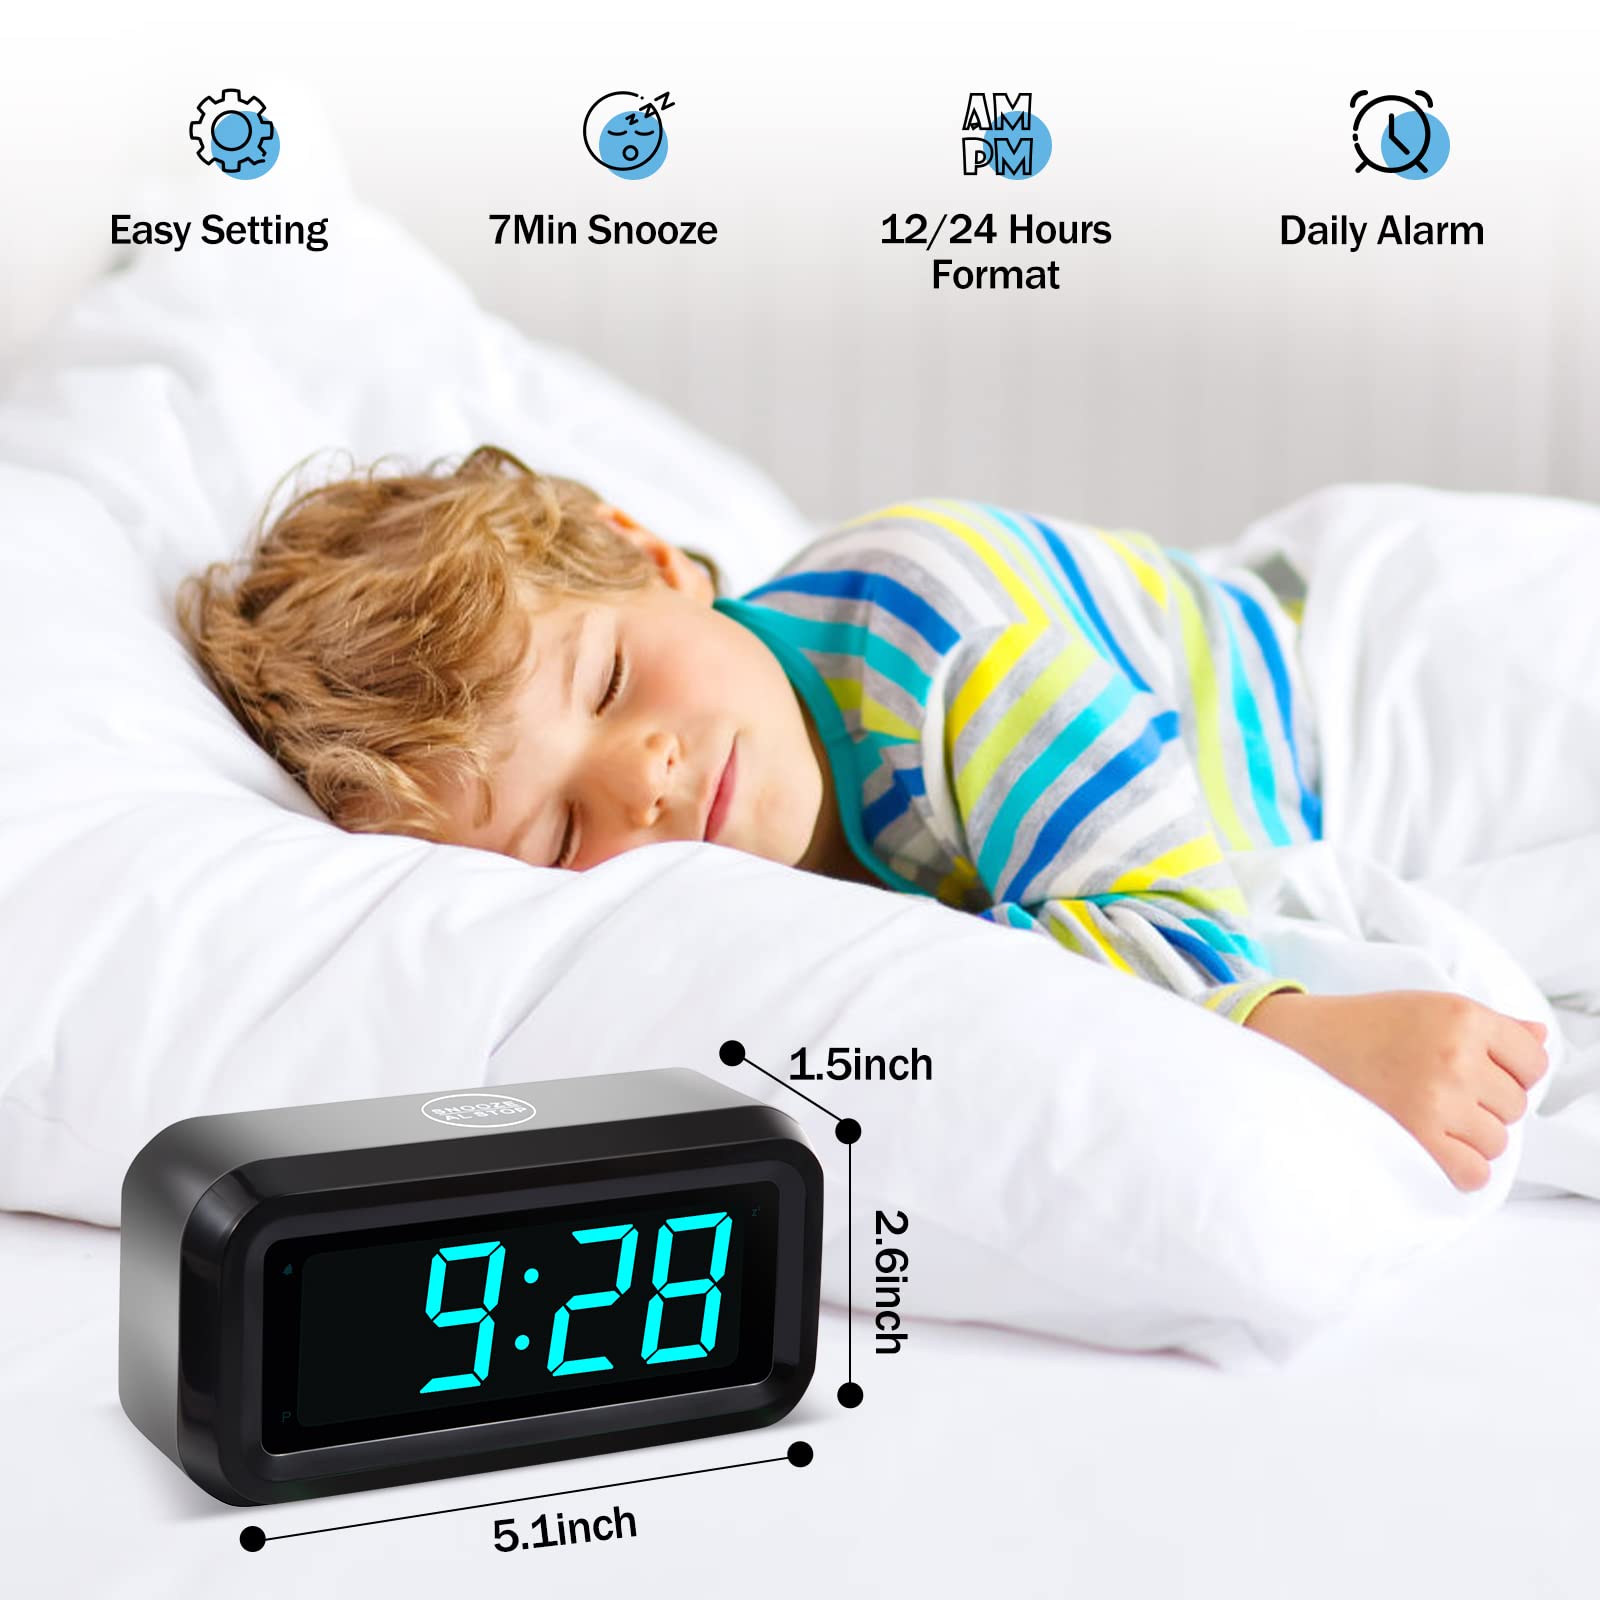 AM
PM
Easy Setting
7Min Snooze
12/24 Hours
Format
Daily Alarm
1.5inch
SNOOZE
AL STOP
2.6inch
9:28
P
5.1inch